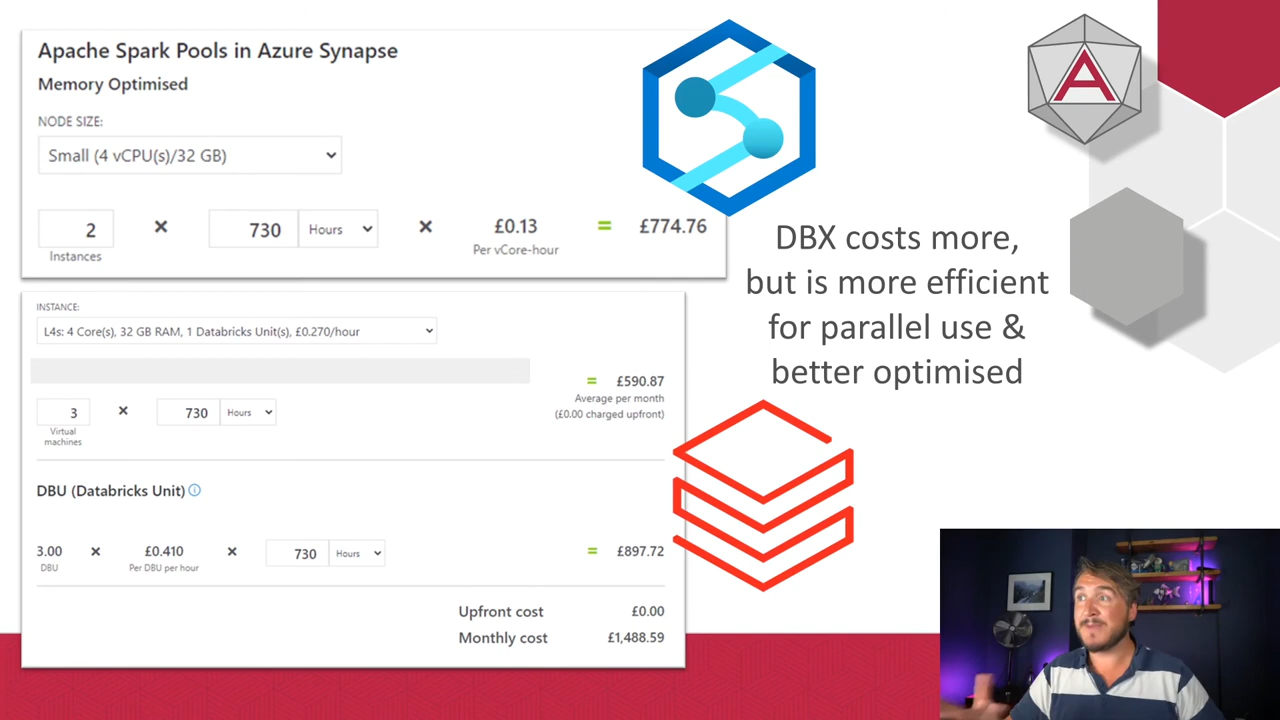 Apache Spark Pools in Azure Synapse
Memory Optimised
NODE SIZE:
Small (4 vCPU(s)/32 GB)
2 × 730 Hours × £0.13 = £774.76
Instances Per vCore-hour
DBX costs more,
but is more efficient
for parallel use &
better optimised
INSTANCE:
L4s: 4 Core(s), 32 GB RAM, 1 Databricks Unit(s), £0.270/hour
= £590.87
Average per month
(£0.00 charged upfront)
3 × 730 Hours
Virtual
machines
DBU (Databricks Unit)
3.00 × £0.410 × 730 Hours = £897.72
DBU Per DBU per hour
Upfront cost £0.00
Monthly cost £1,488.59
A